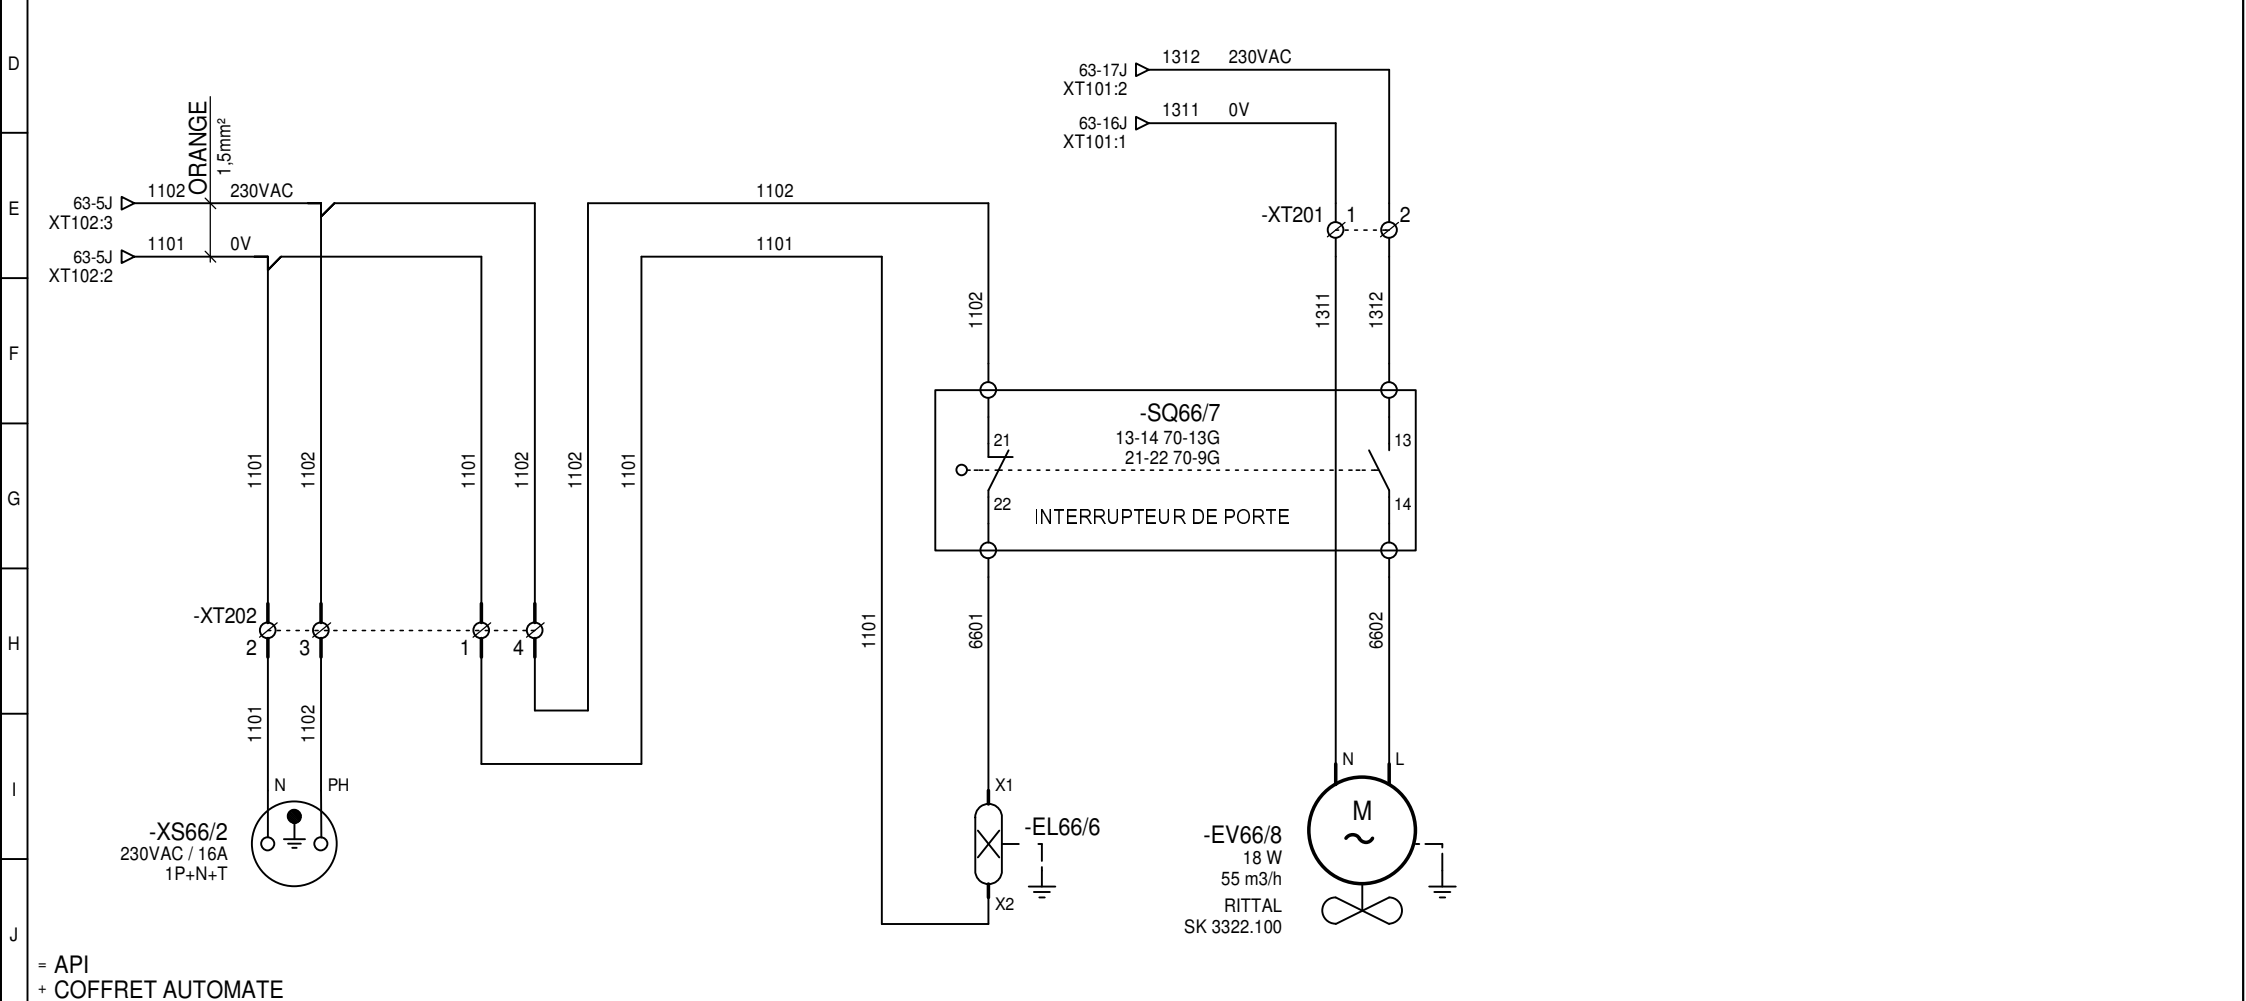 D
E
F
G
H
I
J
63-17J
XT101:2
1312 230VAC
63-16J
XT101:1
1311 0V
ORANGE
1,5mm²
63-5J
XT102:3
1102 230VAC
63-5J
XT102:2
1101 0V
1102
1101
-XT201 1 2
1102
1311
1312
-SQ66/7
13-14 70-13G
21-22 70-9G
21
22
13
14
INTERRUPTEUR DE PORTE
1101
1102
1101
1102
1102
1101
-XT202
2 3 1 4
1101
6601
6602
1101
1102
N PH
-XS66/2
230VAC / 16A
1P+N+T
X1
-EL66/6
X2
N L
M
-EV66/8
18 W
55 m3/h
RITTAL
SK 3322.100
= API
+ COFFRET AUTOMATE